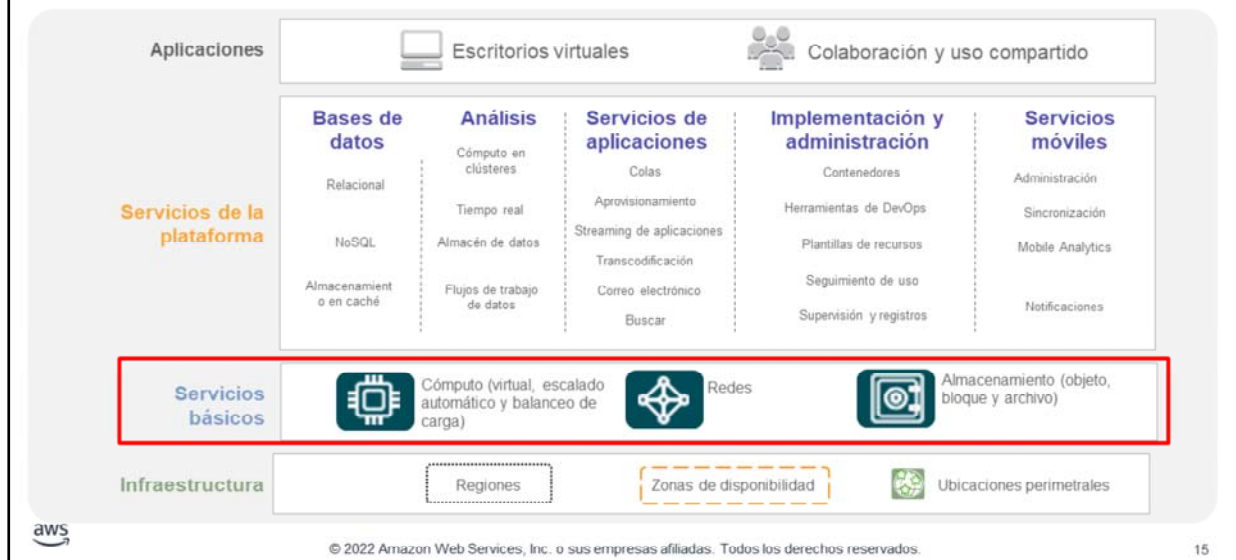 Aplicaciones
Escritorios virtuales
Colaboración y uso compartido
Servicios de la
plataforma
Bases de
datos
Relacional
NoSQL
Almacenamient
o en caché
Análisis
Cómputo en
clústeres
Tiempo real
Almacén de datos
Flujos de trabajo
de datos
Servicios de
aplicaciones
Colas
Aprovisionamiento
Streaming de aplicaciones
Transcodificación
Correo electrónico
Buscar
Implementación y
administración
Contenedores
Herramientas de DevOps
Plantillas de recursos
Seguimiento de uso
Supervisión y registros
Servicios
móviles
Administración
Sincronización
Mobile Analytics
Notificaciones
Servicios
básicos
Cómputo (virtual, escalado
automático y balanceo de
carga)
Redes
Almacenamiento (objeto,
bloque y archivo)
Infraestructura
Regiones
Zonas de disponibilidad
Ubicaciones perimetrales
aws
© 2022 Amazon Web Services, Inc. o sus empresas afiliadas. Todos los derechos reservados.
15